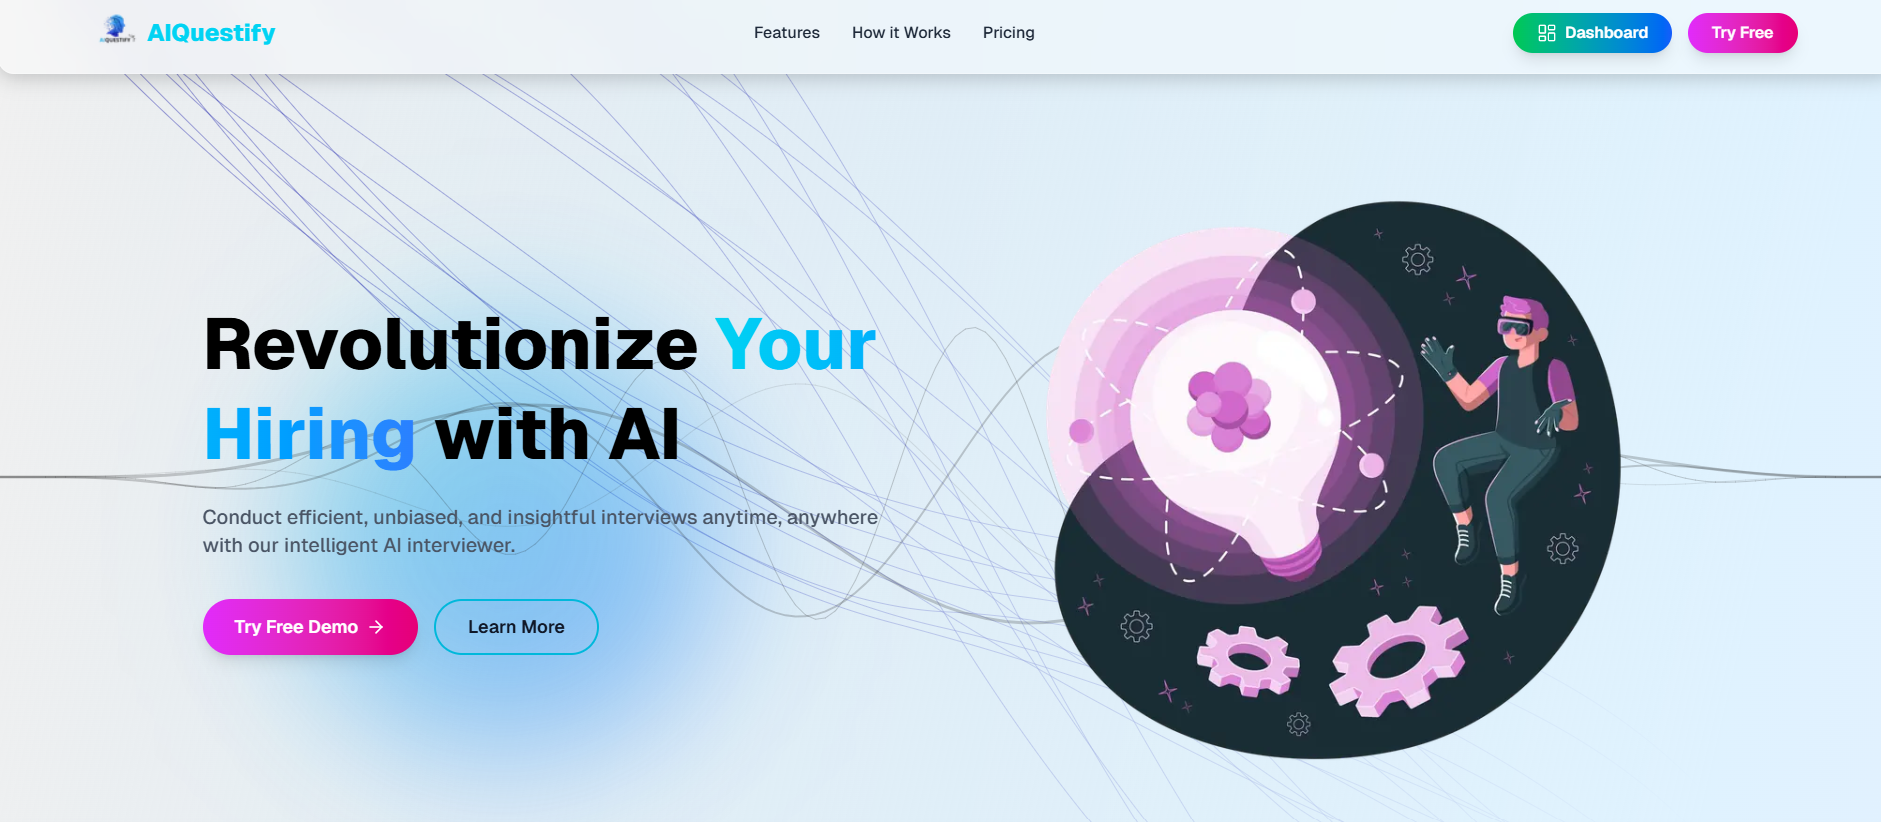 AIQUESTIFY
AIQuestify
Features
How it Works
Pricing
Dashboard
Try Free
Revolutionize Your
Hiring with AI
Conduct efficient, unbiased, and insightful interviews anytime, anywhere
with our intelligent AI interviewer.
Try Free Demo
Learn More